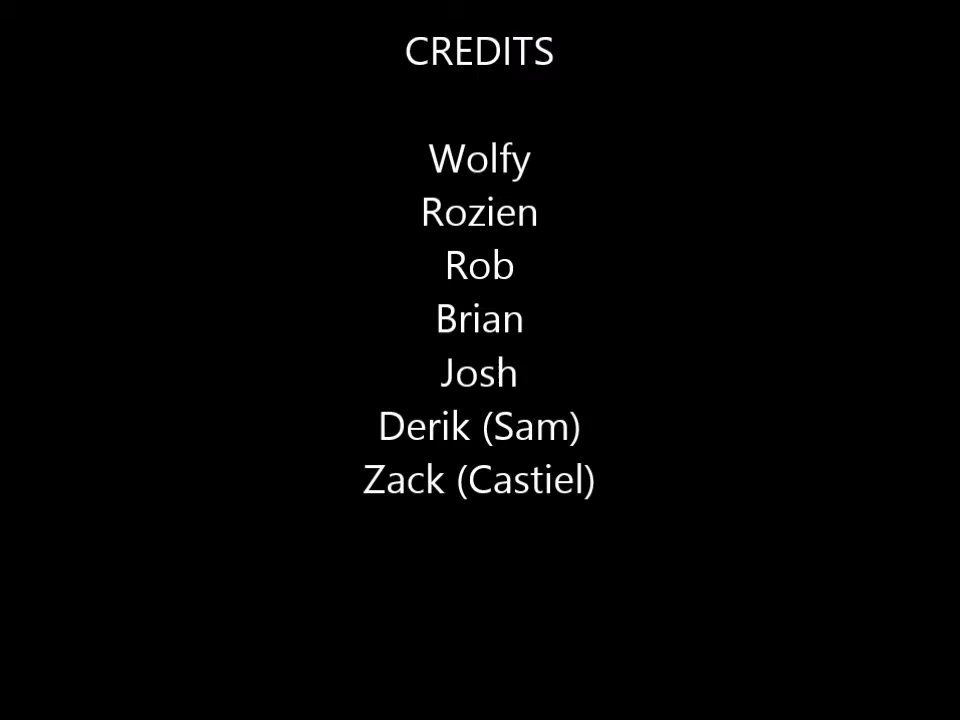 CREDITS
Wolfy
Rozien
Rob
Brian
Josh
Derik (Sam)
Zack (Castiel)